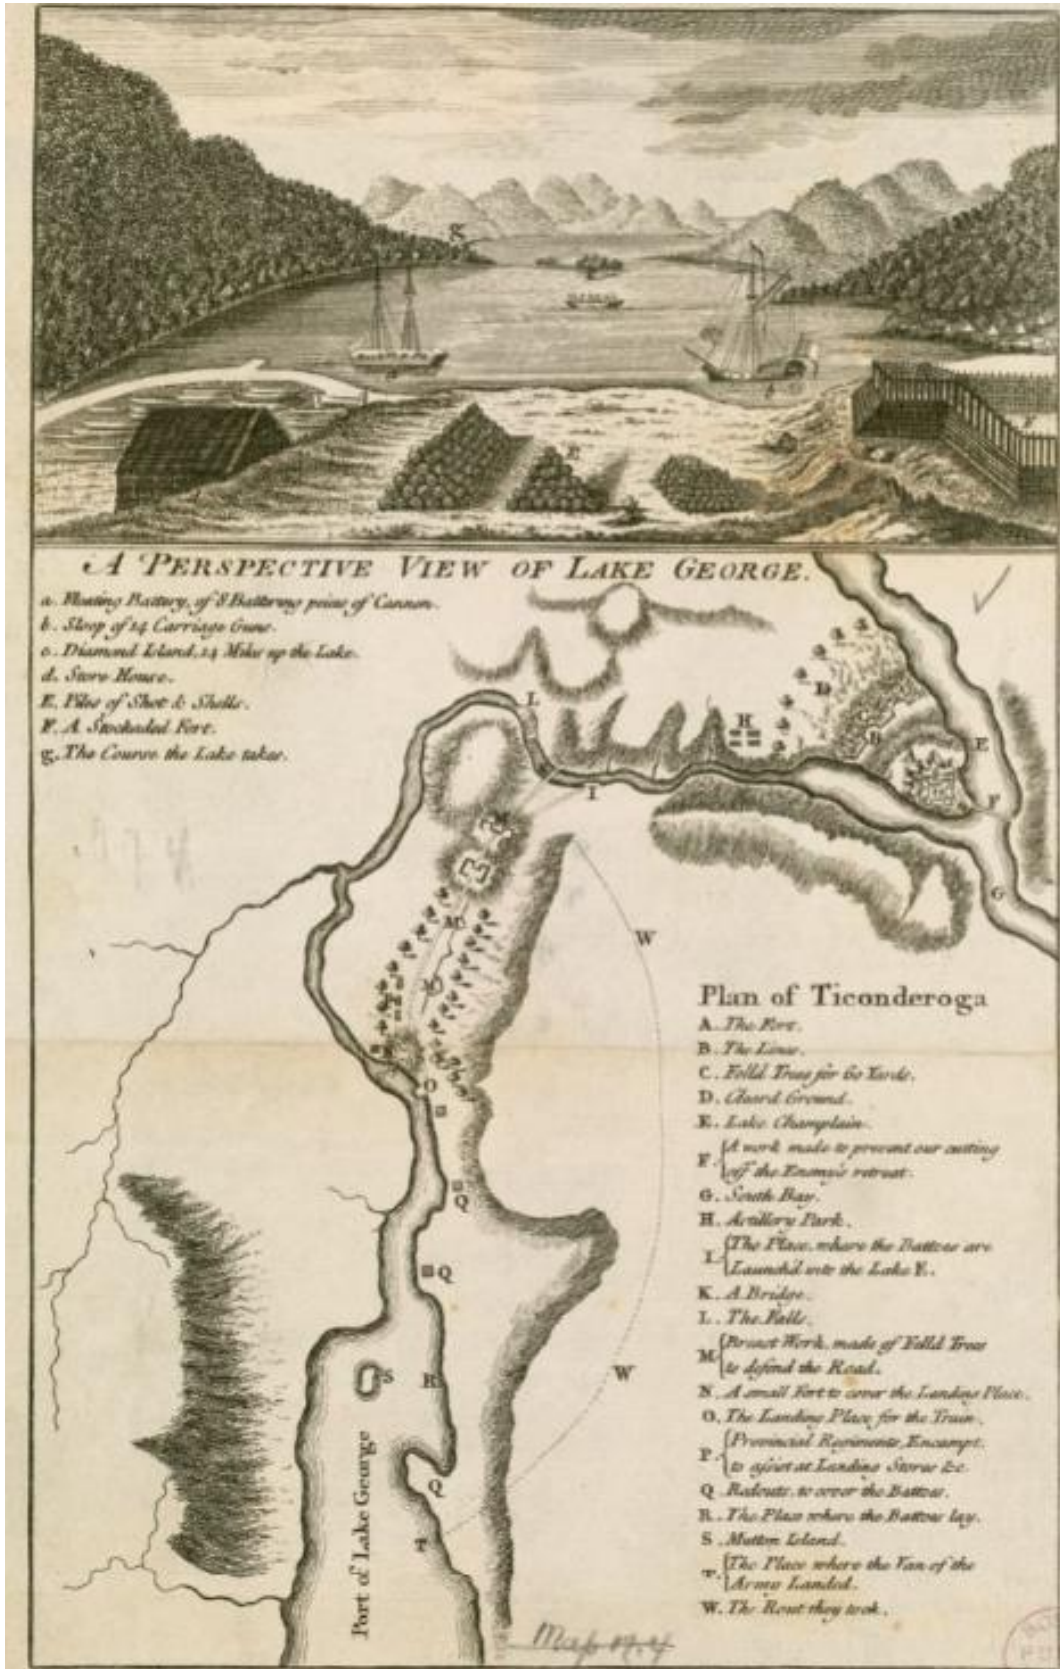 g
E
A PERSPECTIVE VIEW OF LAKE GEORGE.
a. Floating Battery, of 8 Battering peices of Cannon.
b. Sloop of 14 Carriage Guns.
c. Diamond Island, 14 Miles up the Lake.
d. Store House.
E. Piles of Shot & Shells.
F. A Stockaded Fort.
g. The Course the Lake takes.
L
H
D
B
E
I
F
G
M
W
M
O
Q
Q
S
R
W
Q
T
Port of Lake George
Plan of Ticonderoga
A. The Fort.
B. The Lines.
C. Felld Trees for 60 Yards.
D. Cleard Ground.
E. Lake Champlain.
F. A work made to prevent our cutting
off the Enemy's retreat.
G. South Bay.
H. Artillery Park.
I. The Place, where the Battoes are
Launch'd into the Lake E.
K. A Bridge.
L. The Falls.
M. Breast Work, made of Felld Trees
to defend the Road.
N. A small Fort to cover the Landing Place.
O. The Landing Place for the Train.
P. Provincial Regiments, Encampt,
to assist at Landing Stores &c.
Q. Redouts, to cover the Battoes.
R. The Place where the Battoes lay.
S. Mutton Island.
T. The Place where the Van of the
Army Landed.
W. The Rout they took.